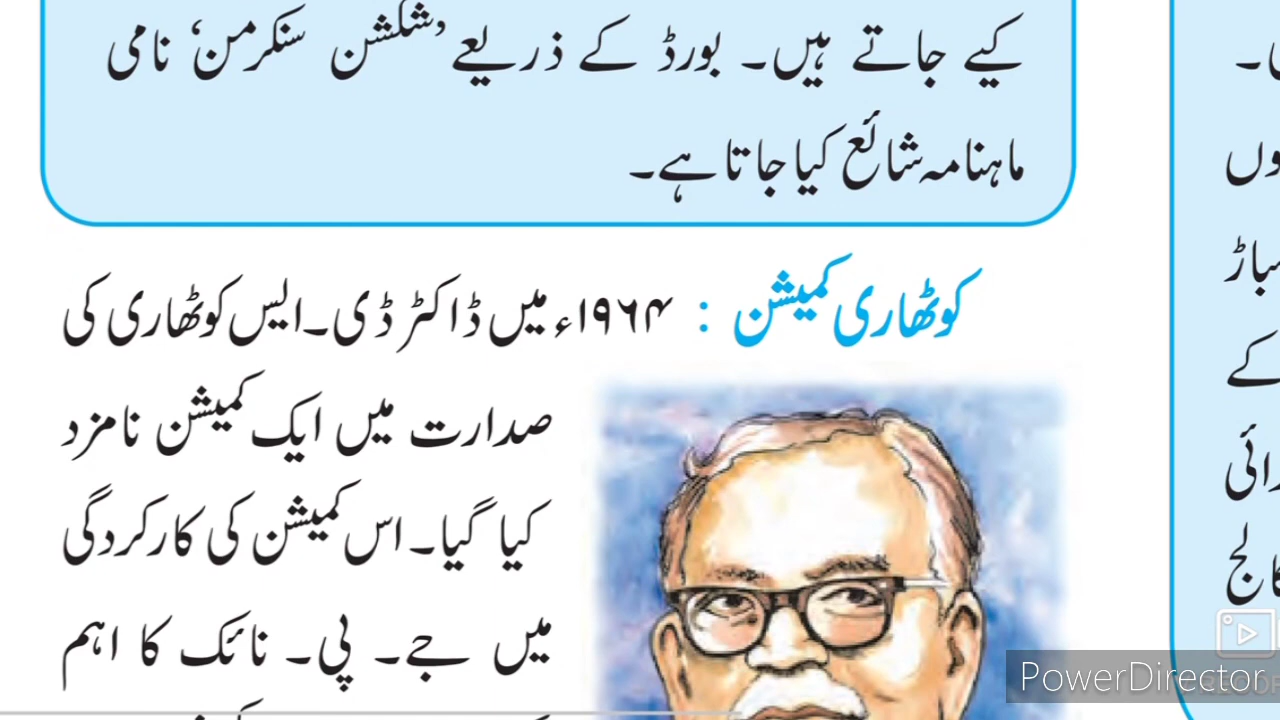 کیے جاتے ہیں۔ بورڈ کے ذریعے ’شکشن سنکرمن‘ نامی
ماہنامہ شائع کیا جاتا ہے۔
کوٹھاری کمیشن : ۱۹۶۴ء میں ڈاکٹر ڈی۔ ایس کوٹھاری کی
صدارت میں ایک کمیشن نامزد
کیا گیا۔ اس کمیشن کی کارکردگی
میں جے۔ پی۔ نائک کا اہم
PowerDirector